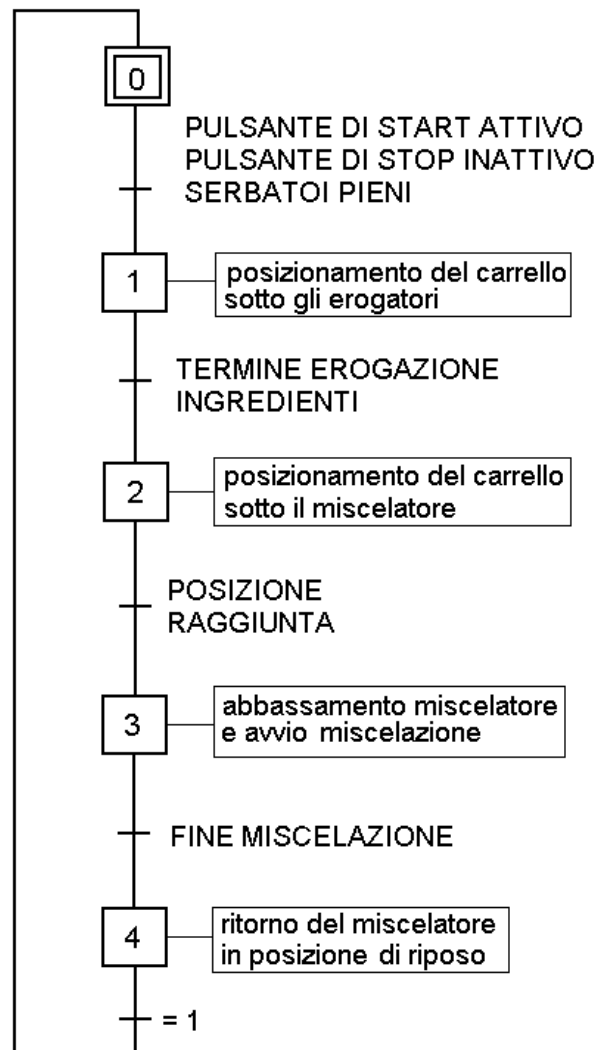 0
PULSANTE DI START ATTIVO
PULSANTE DI STOP INATTIVO
SERBATOI PIENI
1
posizionamento del carrello
sotto gli erogatori
TERMINE EROGAZIONE
INGREDIENTI
2
posizionamento del carrello
sotto il miscelatore
POSIZIONE
RAGGIUNTA
3
abbassamento miscelatore
e avvio miscelazione
FINE MISCELAZIONE
4
ritorno del miscelatore
in posizione di riposo
= 1